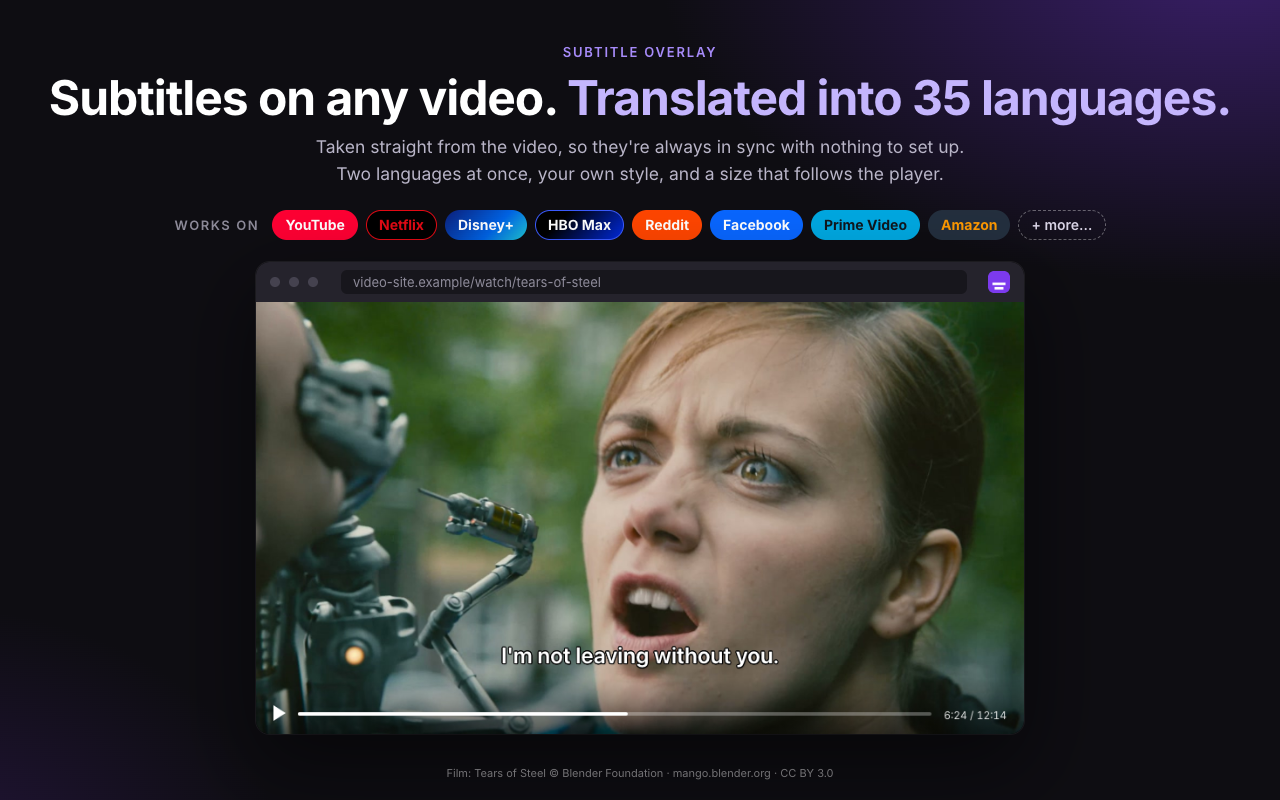 SUBTITLE OVERLAY
Subtitles on any video. Translated into 35 languages.
Taken straight from the video, so they're always in sync with nothing to set up.
Two languages at once, your own style, and a size that follows the player.
WORKS ON YouTube Netflix Disney+ HBO Max Reddit Facebook Prime Video Amazon + more...
video-site.example/watch/tears-of-steel
I'm not leaving without you.
6:24 / 12:14
Film: Tears of Steel © Blender Foundation · mango.blender.org · CC BY 3.0